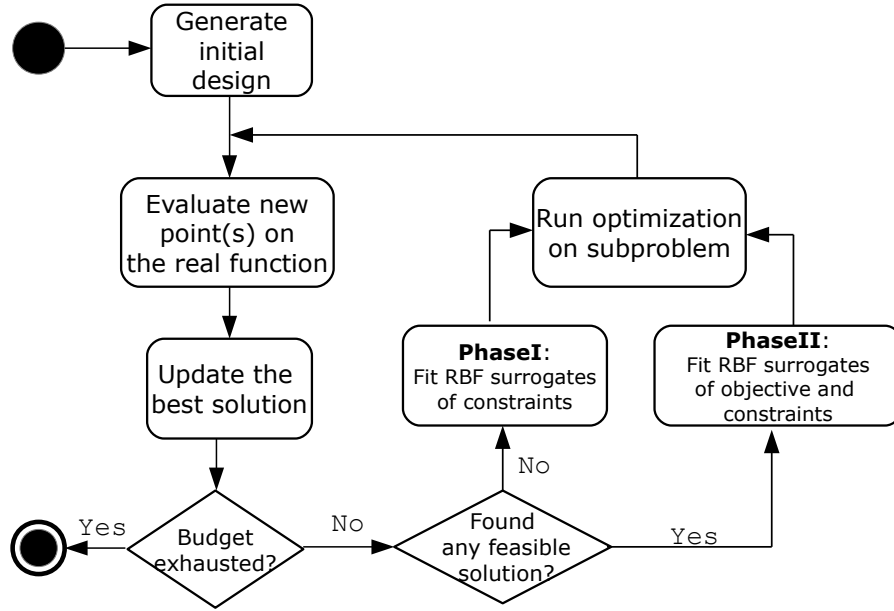 Generate
initial
design
Evaluate new
point(s) on
the real function
Run optimization
on subproblem
Update the
best solution
PhaseI:
Fit RBF surrogates
of constraints
PhaseII:
Fit RBF surrogates
of objective and
constraints
No
Yes
Budget
exhausted?
No
Found
any feasible
solution?
Yes